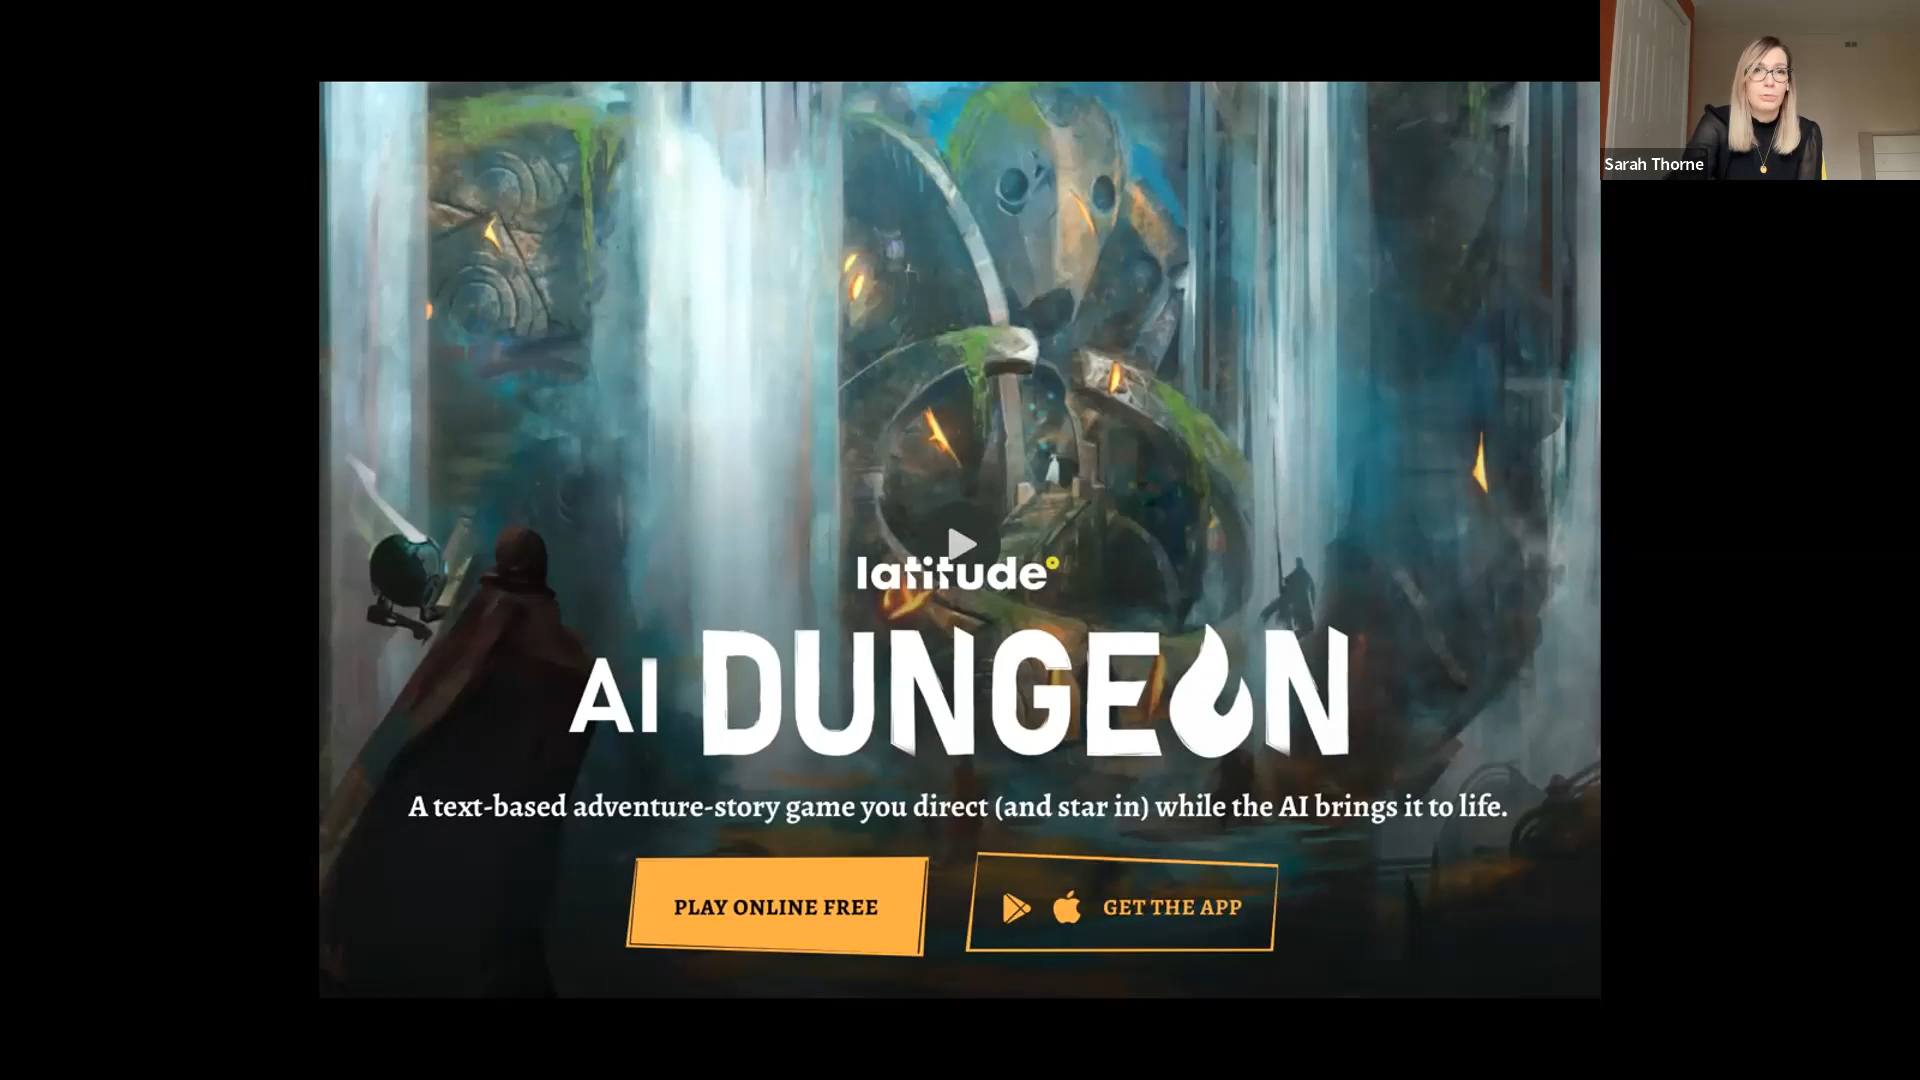 Sarah Thorne
latitude
AI DUNGEON
A text-based adventure-story game you direct (and star in) while the AI brings it to life.
PLAY ONLINE FREE
GET THE APP